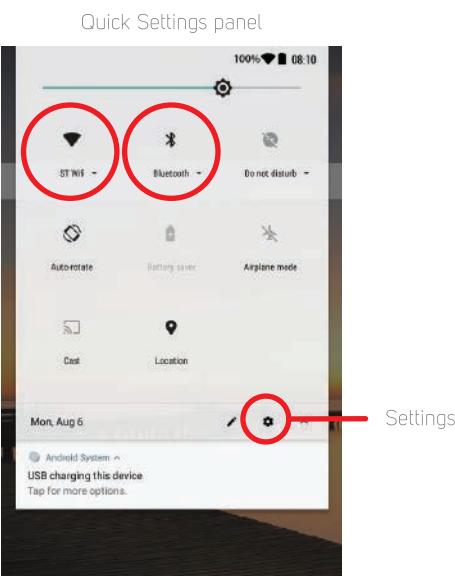 Quick Settings panel
100% 08:10
ST Wifi Bluetooth Do not disturb
Auto-rotate Battery saver Airplane mode
Cast Location
Mon, Aug 6
Settings
Android System
USB charging this device
Tap for more options.